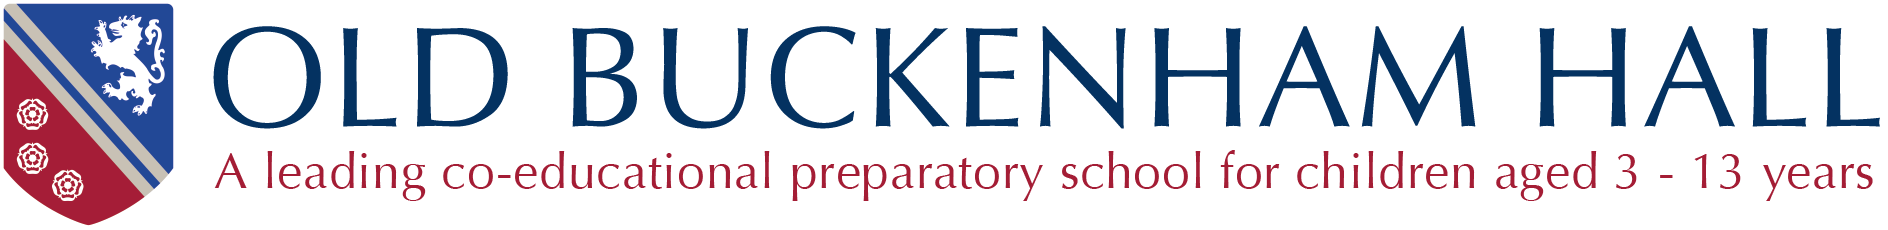 OLD BUCKENHAM HALL
A leading co-educational preparatory school for children aged 3 - 13 years